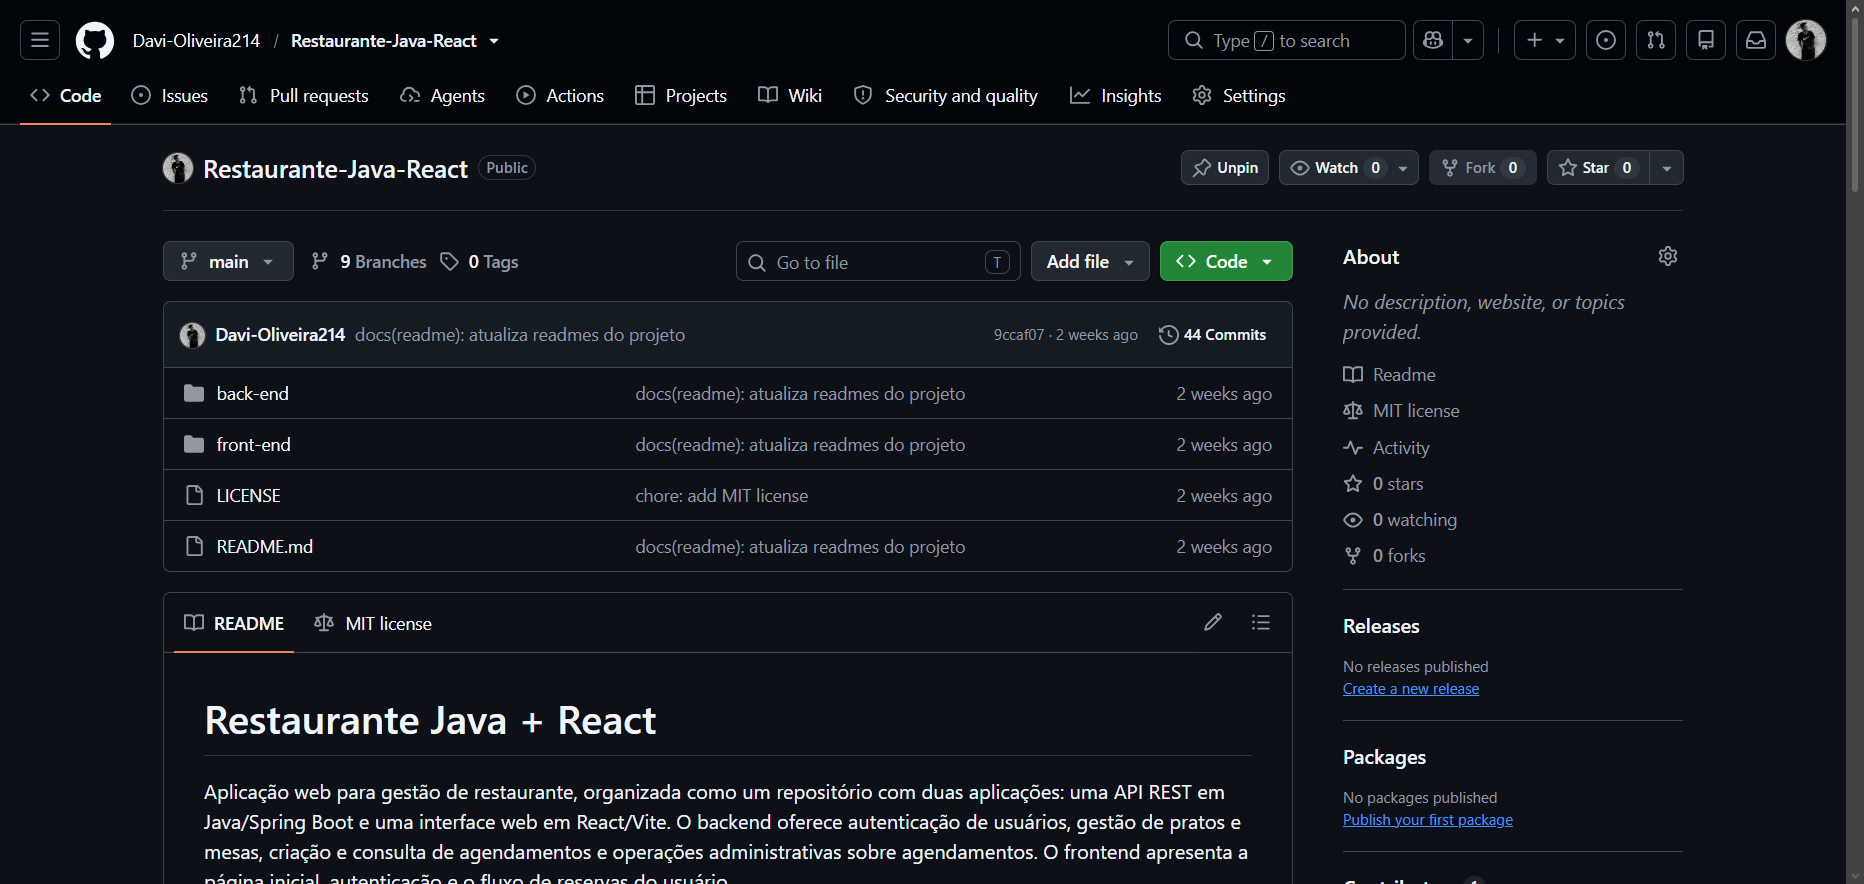 Davi-Oliveira214 / Restaurante-Java-React
Type / to search
Code Issues Pull requests Agents Actions Projects Wiki Security and quality Insights Settings
Restaurante-Java-React Public
Unpin Watch 0 Fork 0 Star 0
main 9 Branches 0 Tags
Go to file T Add file Code
Davi-Oliveira214 docs(readme): atualiza readmes do projeto 9ccaf07 · 2 weeks ago 44 Commits
back-end docs(readme): atualiza readmes do projeto 2 weeks ago
front-end docs(readme): atualiza readmes do projeto 2 weeks ago
LICENSE chore: add MIT license 2 weeks ago
README.md docs(readme): atualiza readmes do projeto 2 weeks ago
README MIT license
Restaurante Java + React
Aplicação web para gestão de restaurante, organizada como um repositório com duas aplicações: uma API REST em
Java/Spring Boot e uma interface web em React/Vite. O backend oferece autenticação de usuários, gestão de pratos e
mesas, criação e consulta de agendamentos e operações administrativas sobre agendamentos. O frontend apresenta a
página inicial, autenticação e o fluxo de reservas do usuário.
About
No description, website, or topics
provided.
Readme
MIT license
Activity
0 stars
0 watching
0 forks
Releases
No releases published
Create a new release
Packages
No packages published
Publish your first package